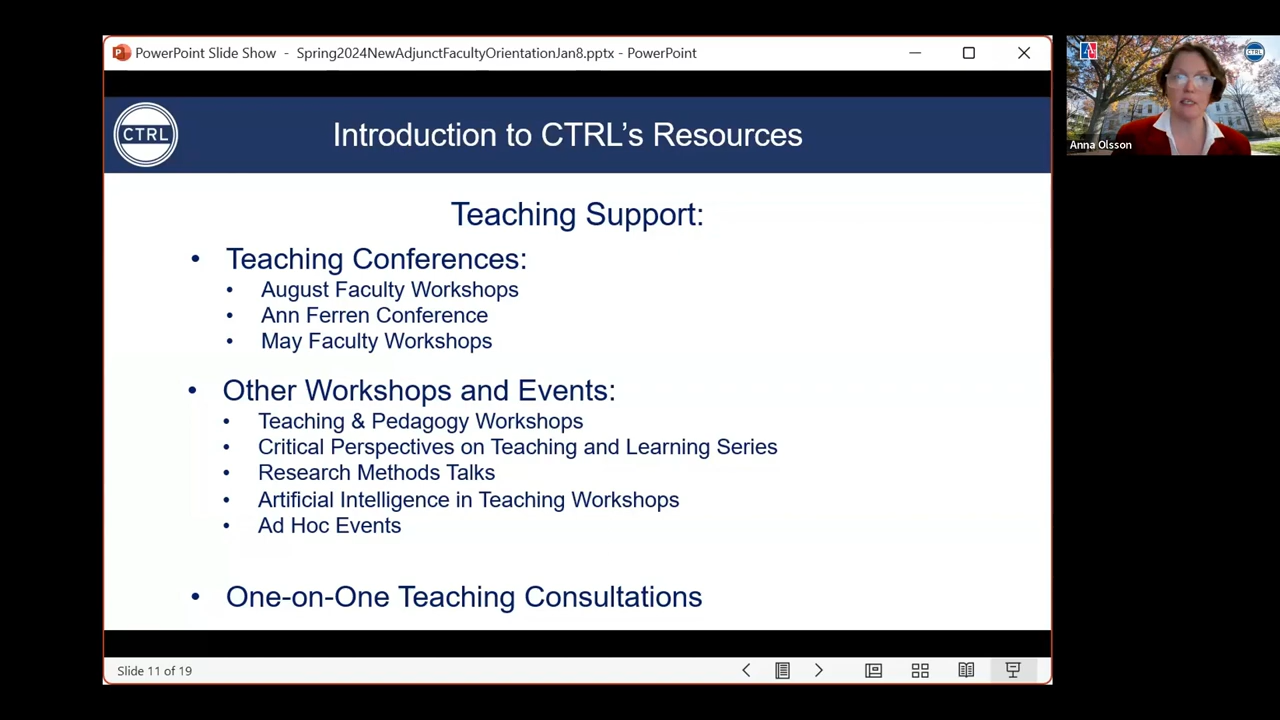 PowerPoint Slide Show - Spring2024NewAdjunctFacultyOrientationJan8.pptx - PowerPoint
CTRL
Introduction to CTRL's Resources
Teaching Support:
• Teaching Conferences:
• August Faculty Workshops
• Ann Ferren Conference
• May Faculty Workshops
• Other Workshops and Events:
• Teaching & Pedagogy Workshops
• Critical Perspectives on Teaching and Learning Series
• Research Methods Talks
• Artificial Intelligence in Teaching Workshops
• Ad Hoc Events
• One-on-One Teaching Consultations
Slide 11 of 19
CTRL
Anna Olsson